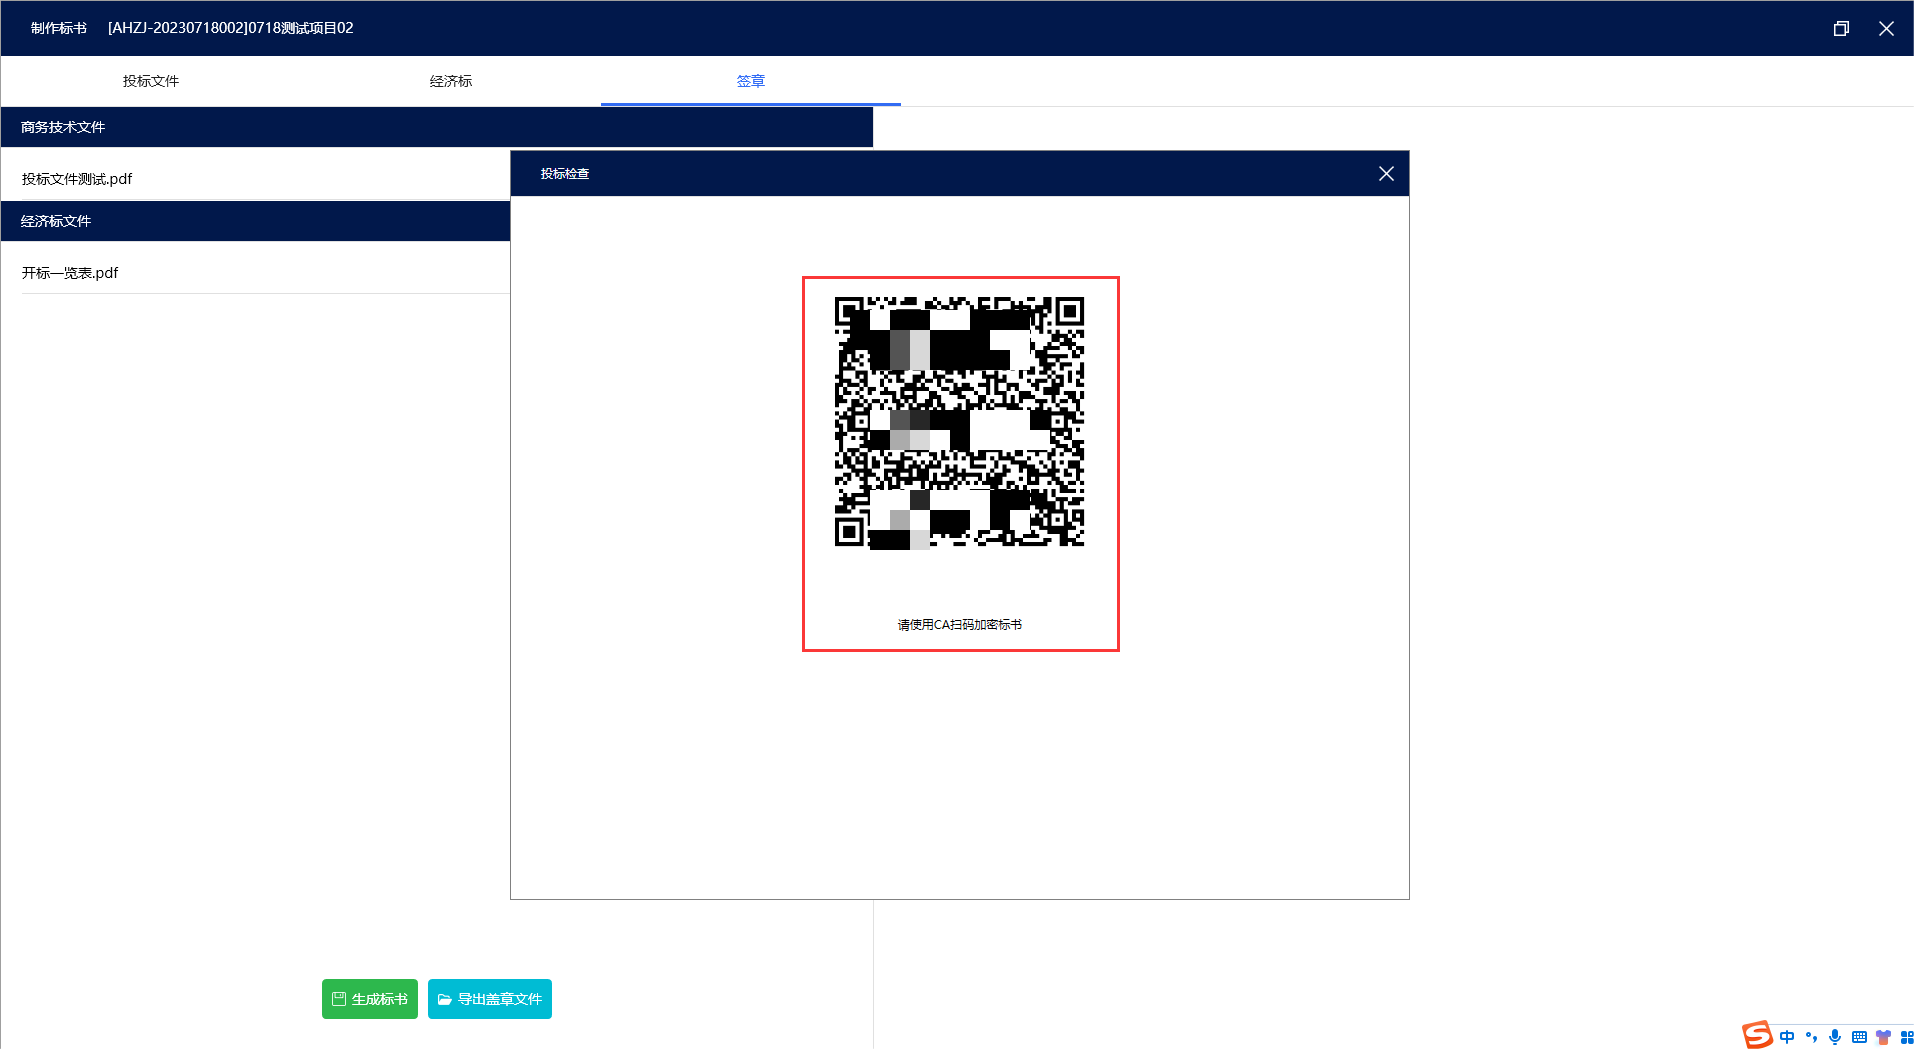 制作标书 [AHZJ-20230718002]0718测试项目02
投标文件 经济标 签章
商务技术文件
投标文件测试.pdf
经济标文件
开标一览表.pdf
投标检查
请使用CA扫码加密标书
生成标书 导出盖章文件
中